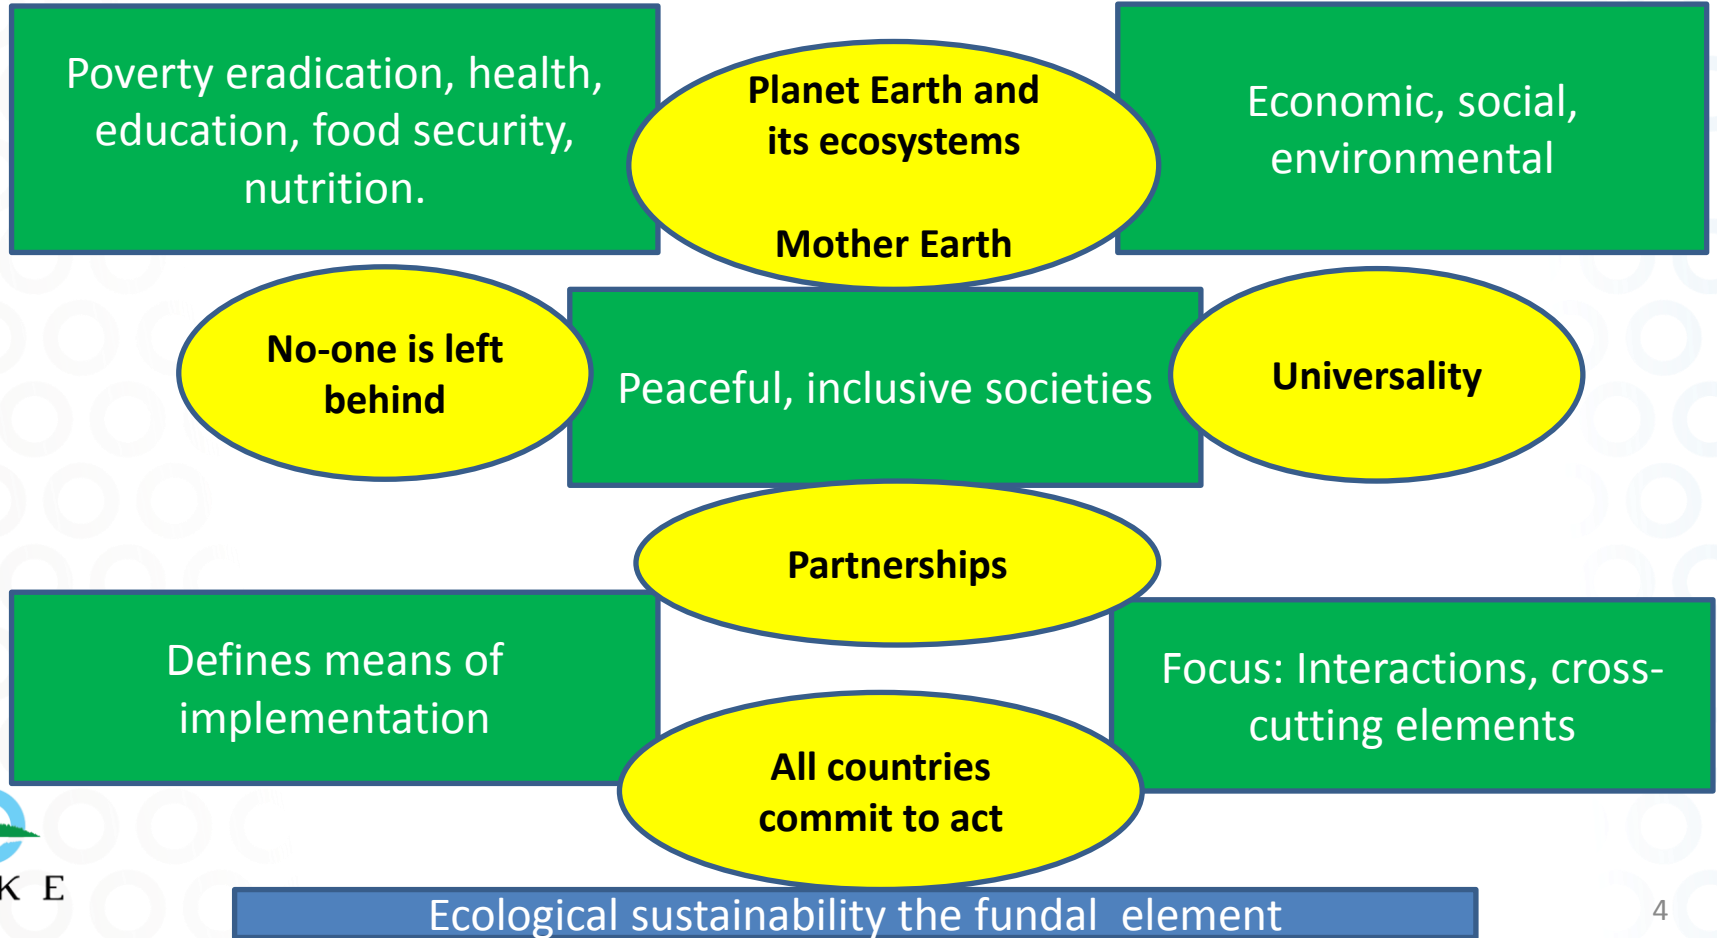 Poverty eradication, health,
education, food security,
nutrition.
Planet Earth and
its ecosystems
Mother Earth
Economic, social,
environmental
No-one is left
behind
Peaceful, inclusive societies
Universality
Partnerships
Defines means of
implementation
Focus: Interactions, cross-
cutting elements
All countries
commit to act
K E
Ecological sustainability the fundal element
4